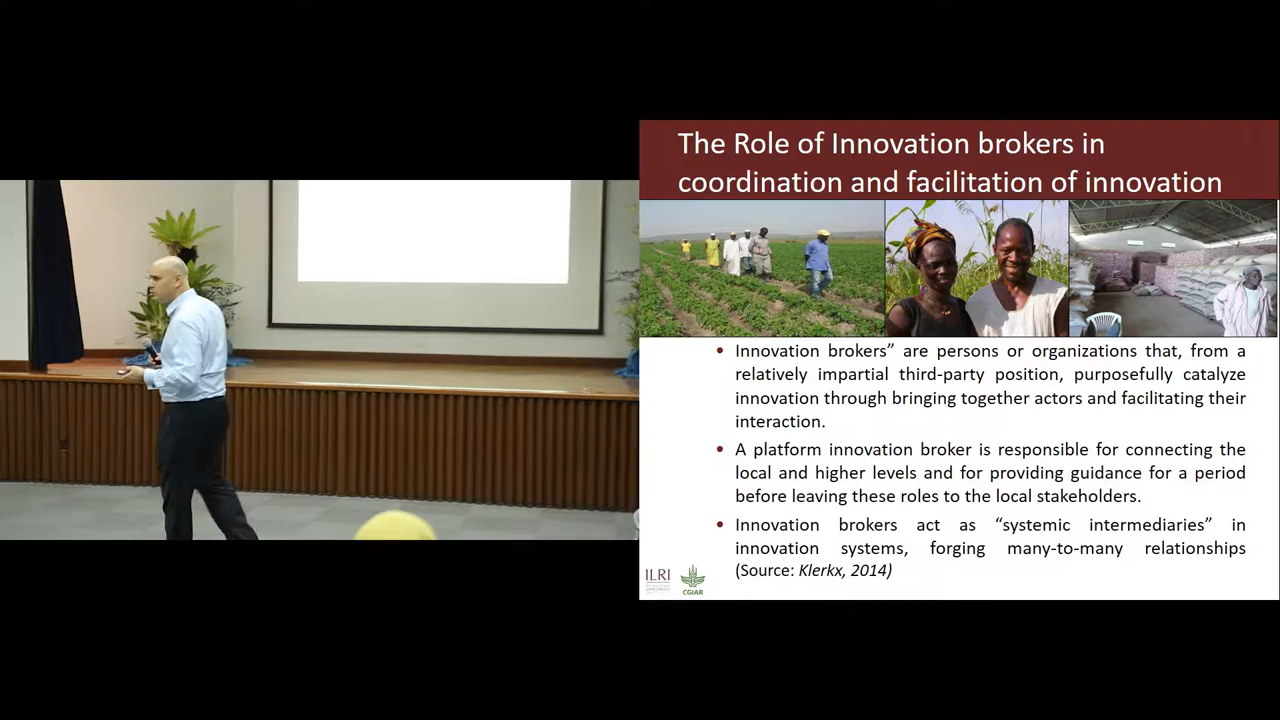 The Role of Innovation brokers in
coordination and facilitation of innovation
• Innovation brokers” are persons or organizations that, from a
relatively impartial third-party position, purposefully catalyze
innovation through bringing together actors and facilitating their
interaction.
• A platform innovation broker is responsible for connecting the
local and higher levels and for providing guidance for a period
before leaving these roles to the local stakeholders.
• Innovation brokers act as “systemic intermediaries” in
innovation systems, forging many-to-many relationships
(Source: Klerkx, 2014)
ILRI
CGIAR